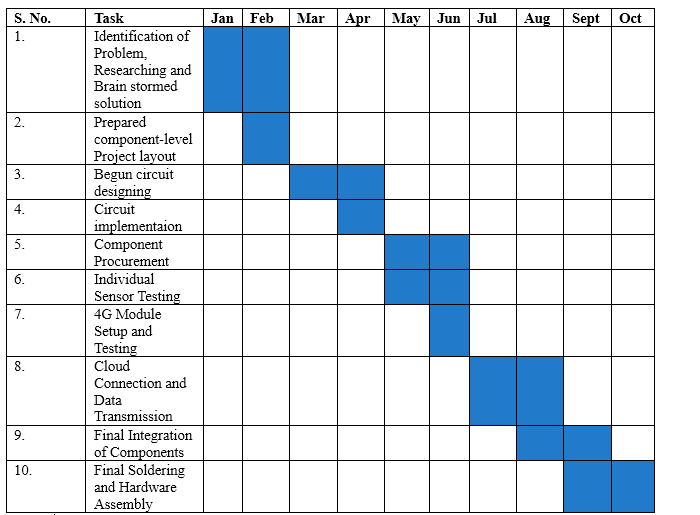 S. No. Task Jan Feb Mar Apr May Jun Jul Aug Sept Oct
1. Identification of
Problem,
Researching and
Brain stormed
solution
2. Prepared
component-level
Project layout
3. Begun circuit
designing
4. Circuit
implementaion
5. Component
Procurement
6. Individual
Sensor Testing
7. 4G Module
Setup and
Testing
8. Cloud
Connection and
Data
Transmission
9. Final Integration
of Components
10. Final Soldering
and Hardware
Assembly